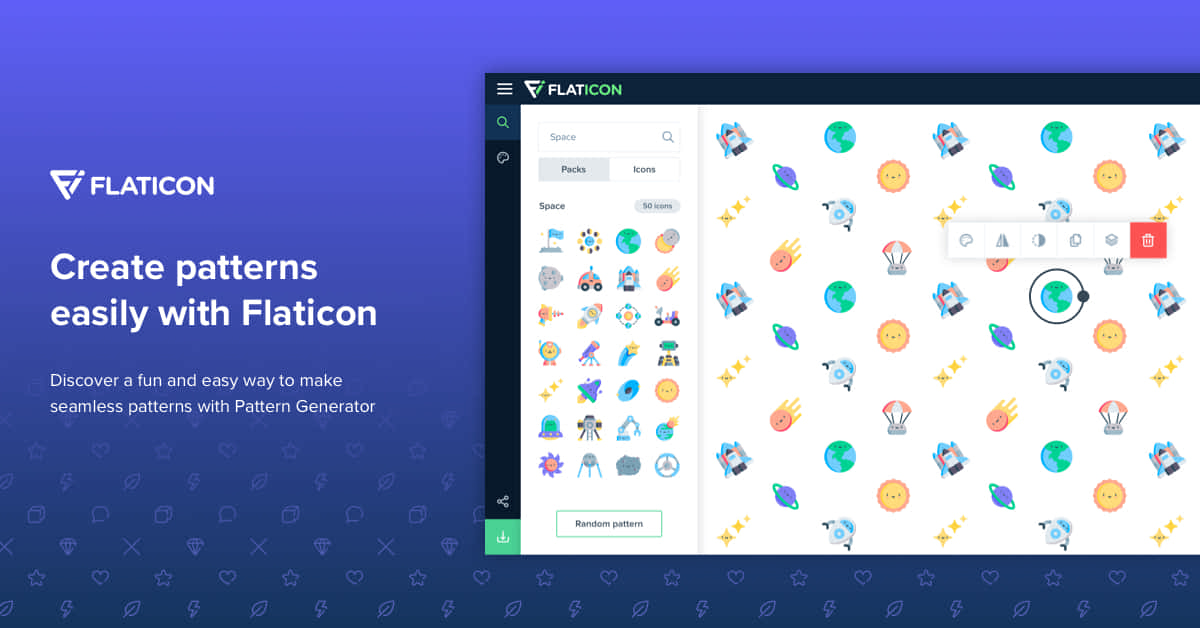 FLATICON
Create patterns
easily with Flaticon
Discover a fun and easy way to make
seamless patterns with Pattern Generator
FLATICON
Space
Packs
Icons
Space
50 icons
Random pattern